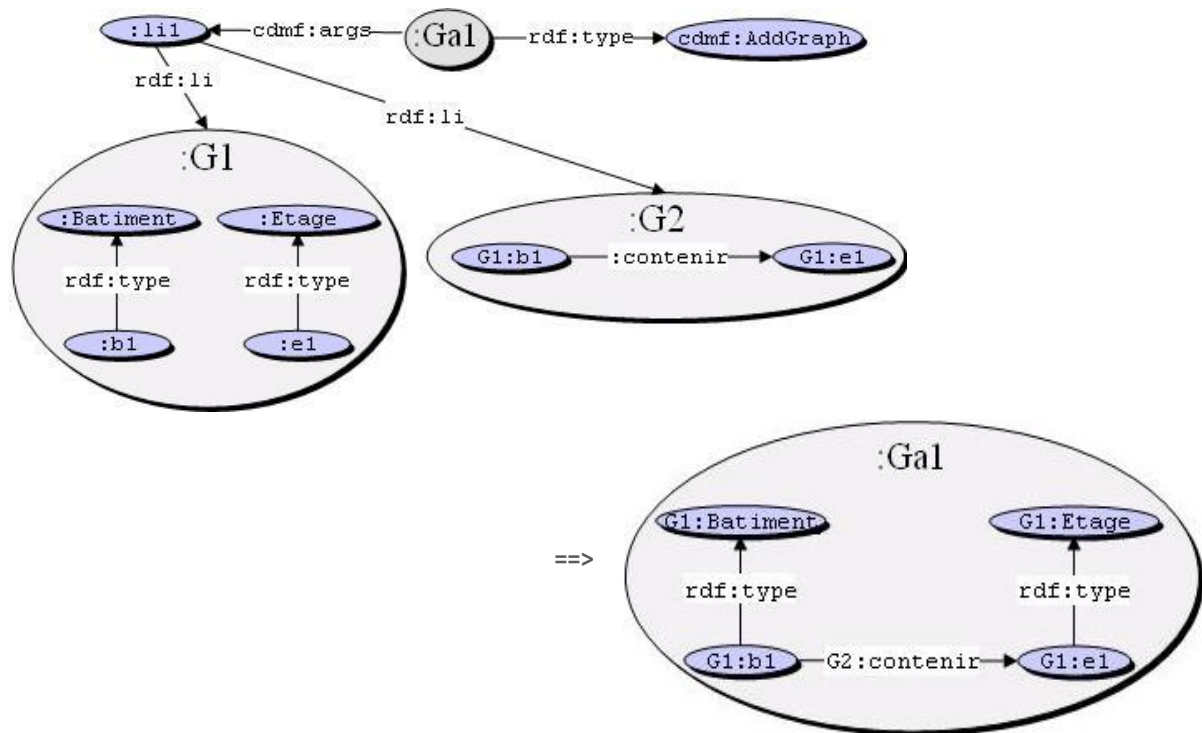 :li1
cdmf:args
:Ga1
rdf:type
cdmf:AddGraph
rdf:li
rdf:li
:G1
:Batiment
:Etage
rdf:type
rdf:type
:b1
:e1
:G2
G1:b1
:contenir
G1:e1
==>
:Ga1
G1:Batiment
G1:Etage
rdf:type
rdf:type
G1:b1
G2:contenir
G1:e1